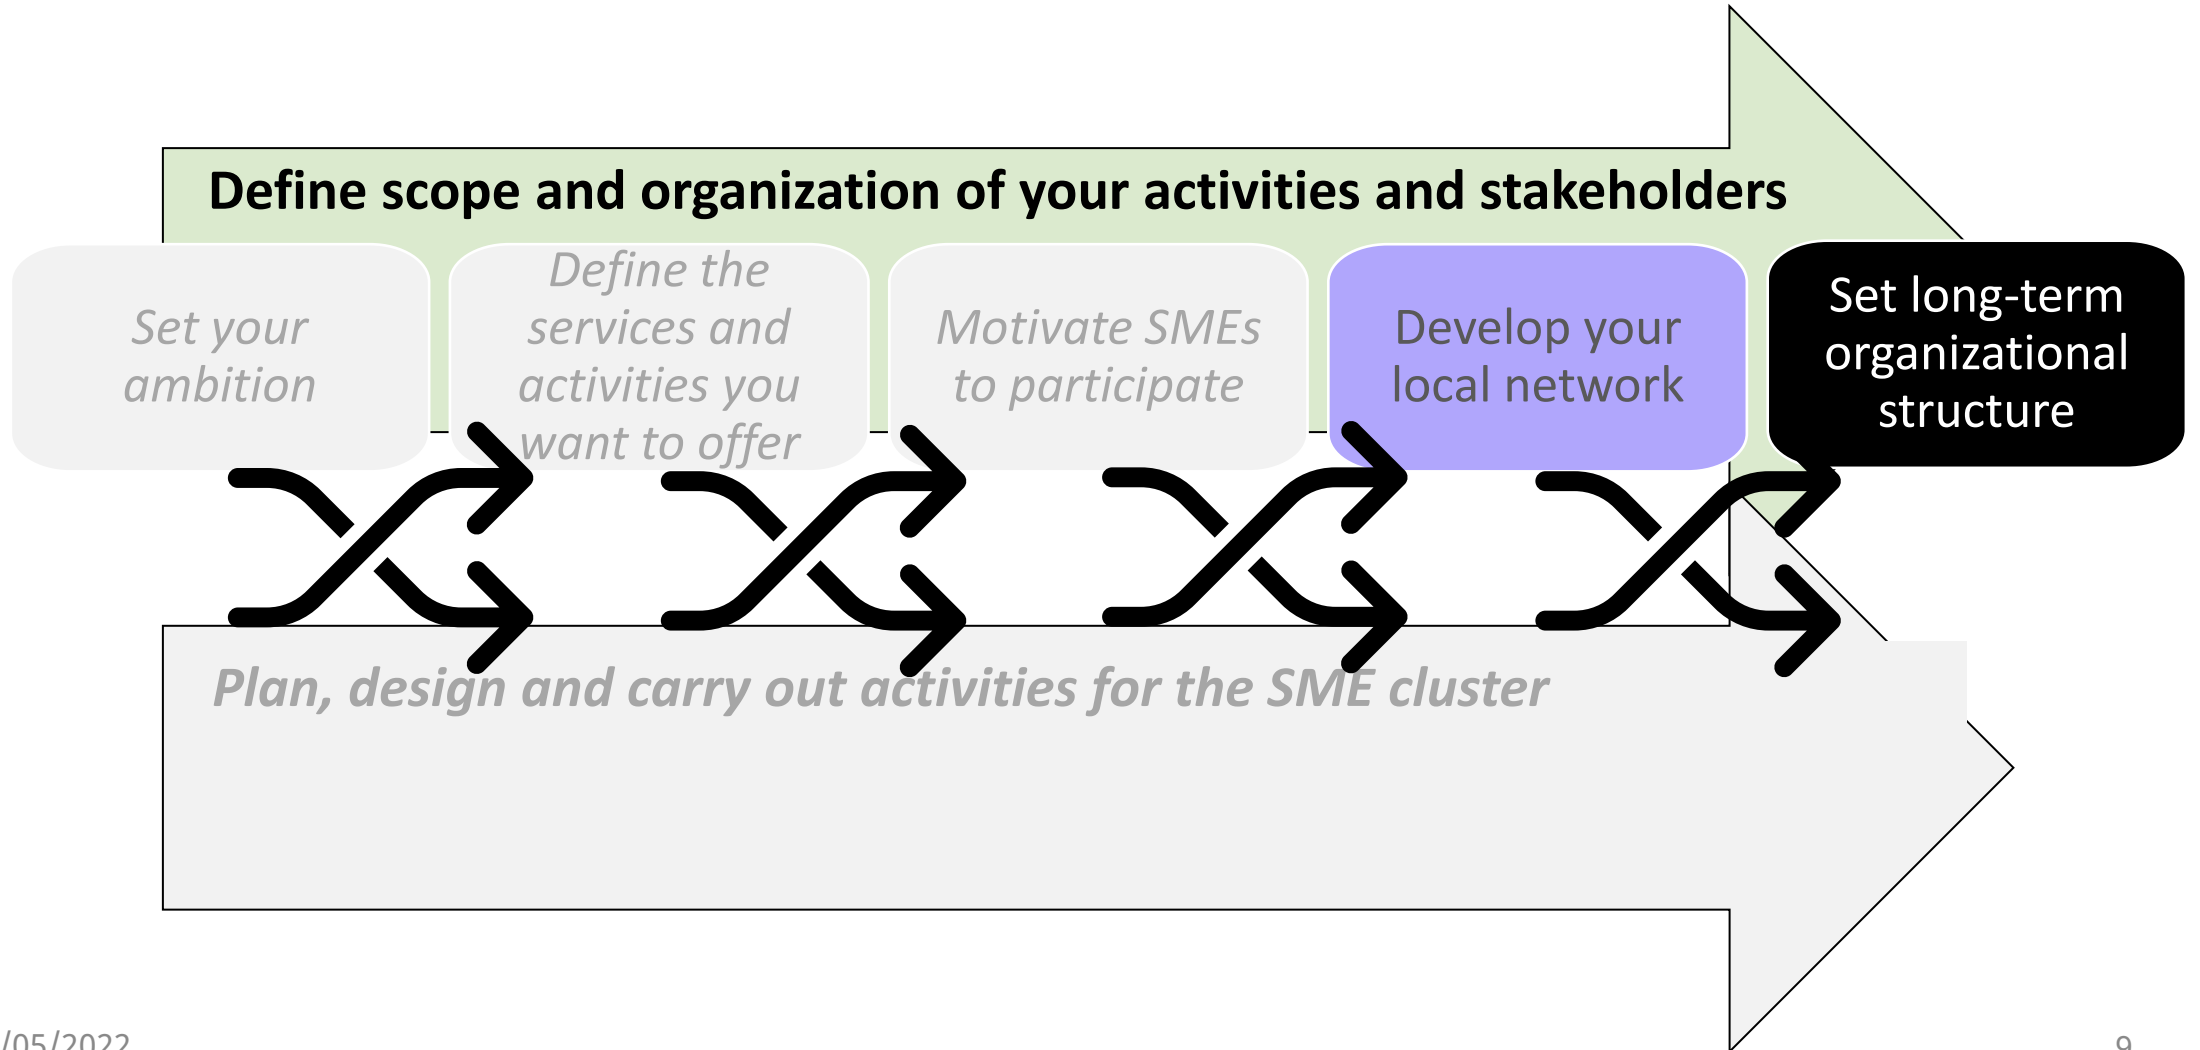 Define scope and organization of your activities and stakeholders
Set your
ambition
Define the
services and
activities you
want to offer
Motivate SMEs
to participate
Develop your
local network
Set long-term
organizational
structure
Plan, design and carry out activities for the SME cluster
/05/2022
9